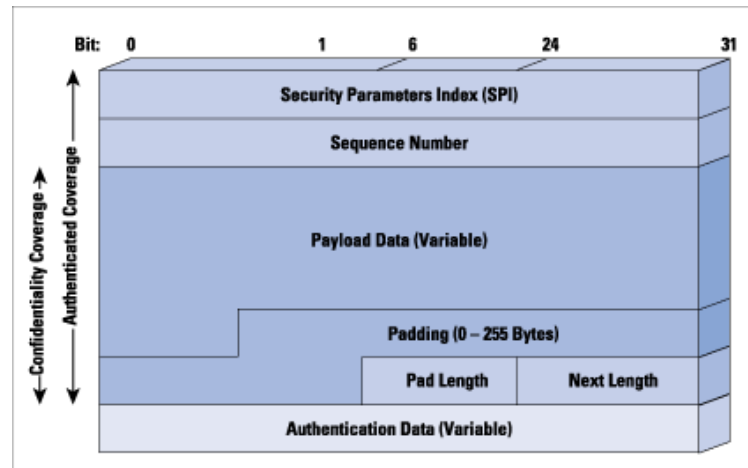 Bit: 0 1 6 24 31
Security Parameters Index (SPI)
Sequence Number
Payload Data (Variable)
Padding (0 – 255 Bytes)
Pad Length Next Length
Authentication Data (Variable)
Confidentiality Coverage
Authenticated Coverage